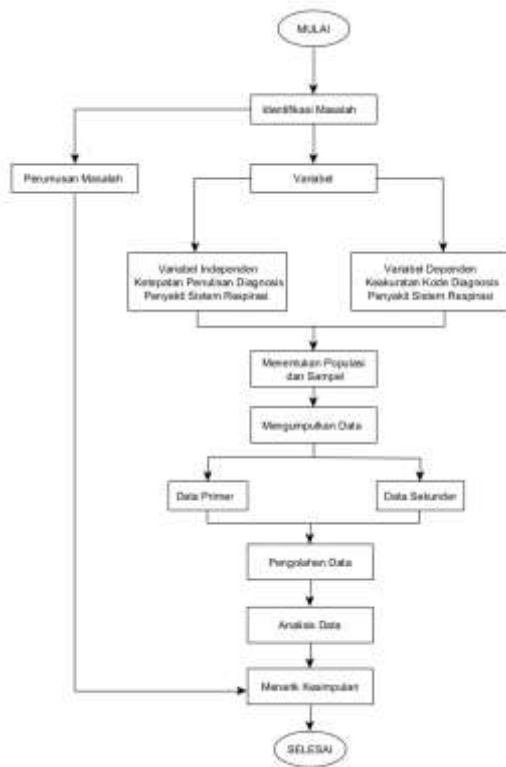 MULAI
Identifikasi Masalah
Perumusan Masalah
Variabel
Variabel Independen
Ketepatan Penulisan Diagnosis
Penyakit Sistem Respirasi
Variabel Dependen
Keakuratan Kode Diagnosis
Penyakit Sistem Respirasi
Menentukan Populasi
dan Sampel
Mengumpulkan Data
Data Primer
Data Sekunder
Pengolahan Data
Analisis Data
Menarik Kesimpulan
SELESAI